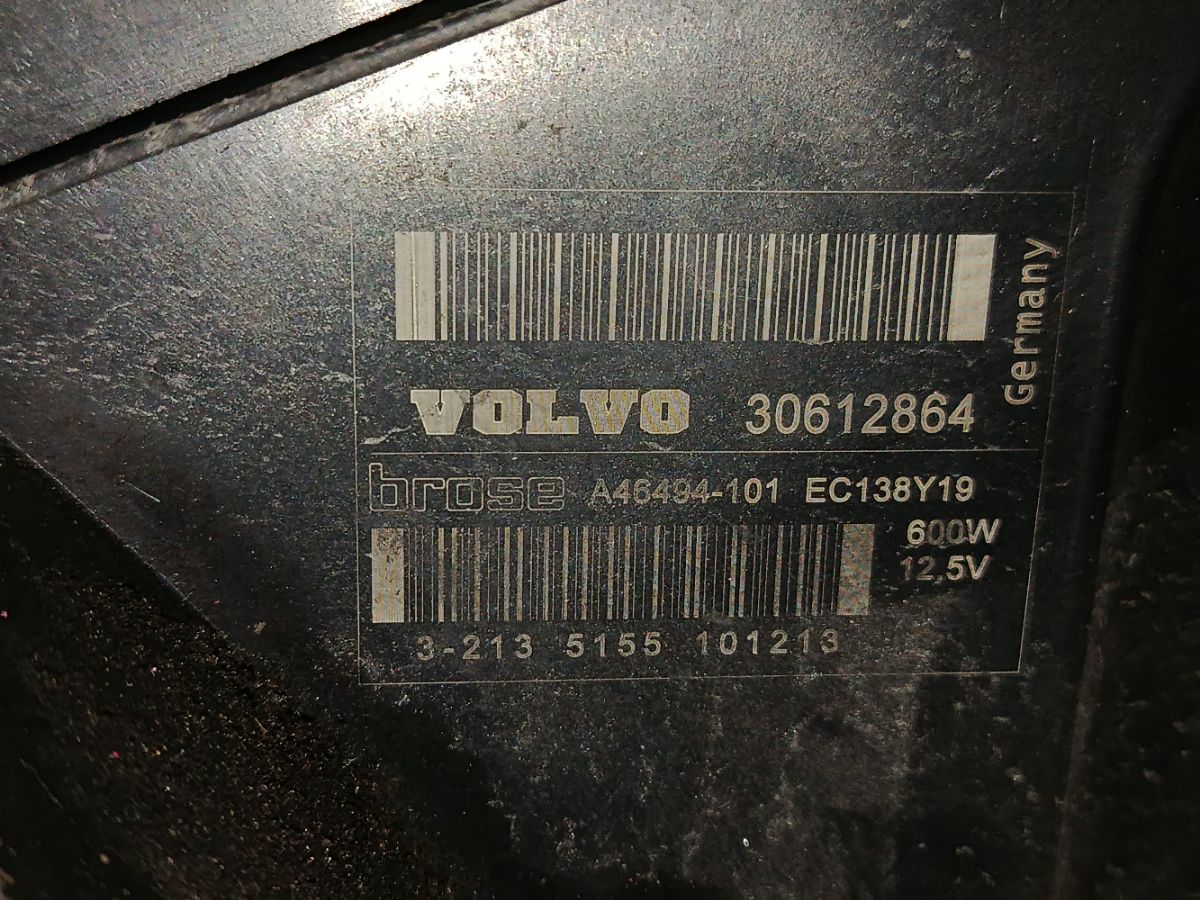 Germany
VOLVO 30612864
brose A46494-101 EC138Y19
600W
12,5V
3-213 5155 101213